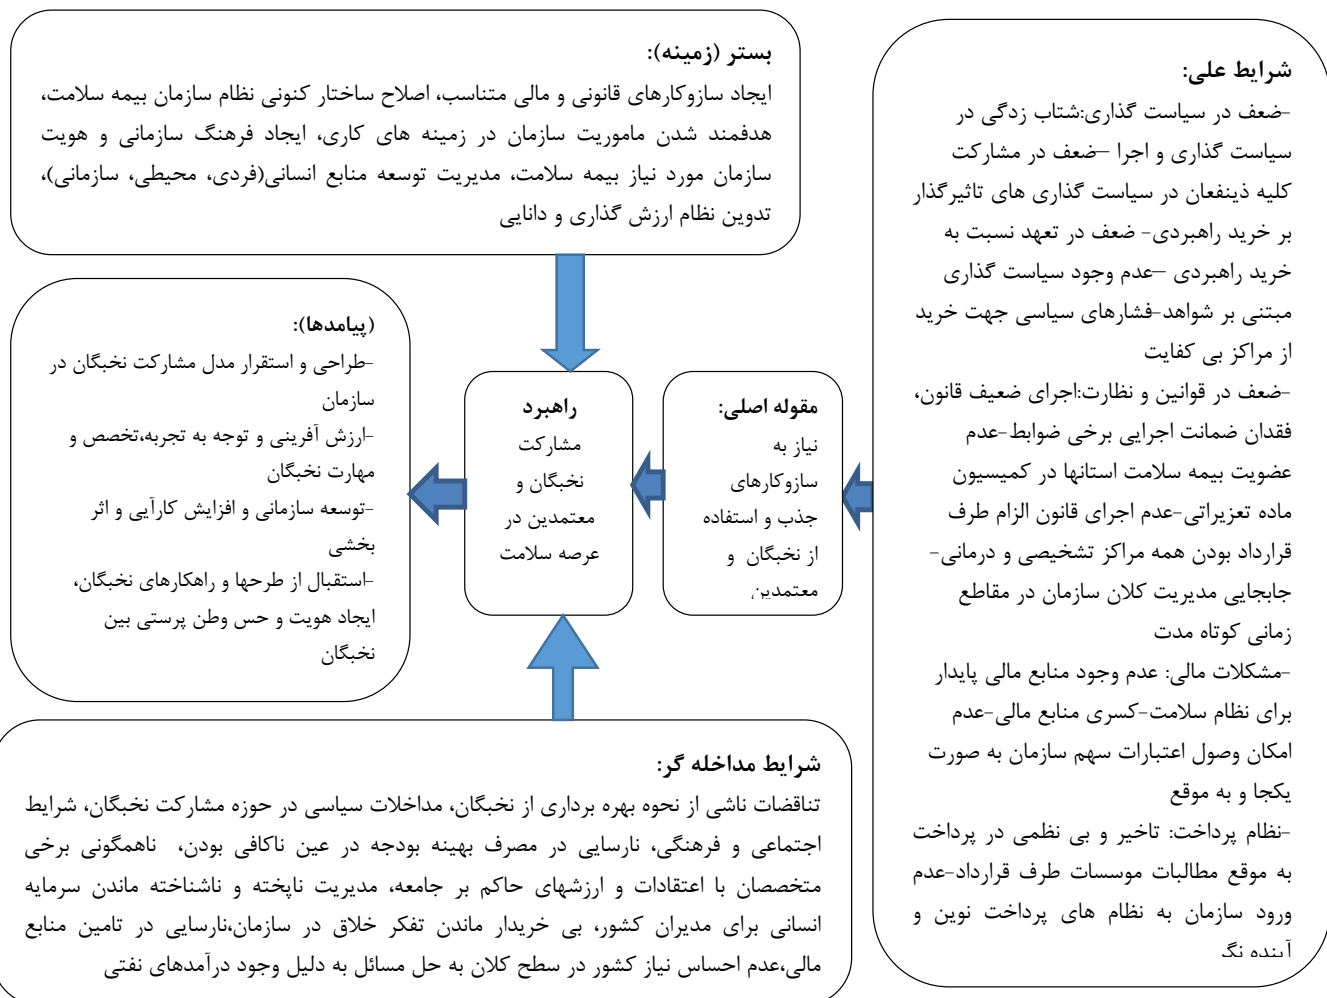 بستر (زمینه):
ایجاد سازوکارهای قانونی و مالی متناسب، اصلاح ساختار کنونی نظام سازمان بیمه سلامت،
هدفمند شدن ماموریت سازمان در زمینه های کاری، ایجاد فرهنگ سازمانی و هویت
سازمان مورد نیاز بیمه سلامت، مدیریت توسعه منابع انسانی(فردی، محیطی، سازمانی)،
تدوین نظام ارزش گذاری و دانایی
شرایط علی:
-ضعف در سیاست گذاری:شتاب زدگی در
سیاست گذاری و اجرا –ضعف در مشارکت
کلیه ذینفعان در سیاست گذاری های تاثیرگذار
بر خرید راهبردی- ضعف در تعهد نسبت به
خرید راهبردی –عدم وجود سیاست گذاری
مبتنی بر شواهد-فشارهای سیاسی جهت خرید
از مراکز بی کفایت
-ضعف در قوانین و نظارت:اجرای ضعیف قانون،
فقدان ضمانت اجرایی برخی ضوابط-عدم
عضویت بیمه سلامت استانها در کمیسیون
ماده تعزیراتی-عدم اجرای قانون الزام طرف
قرارداد بودن همه مراکز تشخیصی و درمانی-
جابجایی مدیریت کلان سازمان در مقاطع
زمانی کوتاه مدت
-مشکلات مالی: عدم وجود منابع مالی پایدار
برای نظام سلامت-کسری منابع مالی-عدم
امکان وصول اعتبارات سهم سازمان به صورت
یکجا و به موقع
-نظام پرداخت: تاخیر و بی نظمی در پرداخت
به موقع مطالبات موسسات طرف قرارداد-عدم
ورود سازمان به نظام های پرداخت نوین و
آینده نگ
مقوله اصلی:
نیاز به
سازوکارهای
جذب و استفاده
از نخبگان و
معتمدین
راهبرد
مشارکت
نخبگان و
معتمدین در
عرصه سلامت
(پیامدها):
-طراحی و استقرار مدل مشارکت نخبگان در
سازمان
-ارزش آفرینی و توجه به تجربه،تخصص و
مهارت نخبگان
-توسعه سازمانی و افزایش کارآیی و اثر
بخشی
-استقبال از طرحها و راهکارهای نخبگان،
ایجاد هویت و حس وطن پرستی بین
نخبگان
شرایط مداخله گر:
تناقضات ناشی از نحوه بهره برداری از نخبگان، مداخلات سیاسی در حوزه مشارکت نخبگان، شرایط
اجتماعی و فرهنگی، نارسایی در مصرف بهینه بودجه در عین ناکافی بودن، ناهمگونی برخی
متخصصان با اعتقادات و ارزشهای حاکم بر جامعه، مدیریت ناپخته و ناشناخته ماندن سرمایه
انسانی برای مدیران کشور، بی خریدار ماندن تفکر خلاق در سازمان،نارسایی در تامین منابع
مالی،عدم احساس نیاز کشور در سطح کلان به حل مسائل به دلیل وجود درآمدهای نفتی